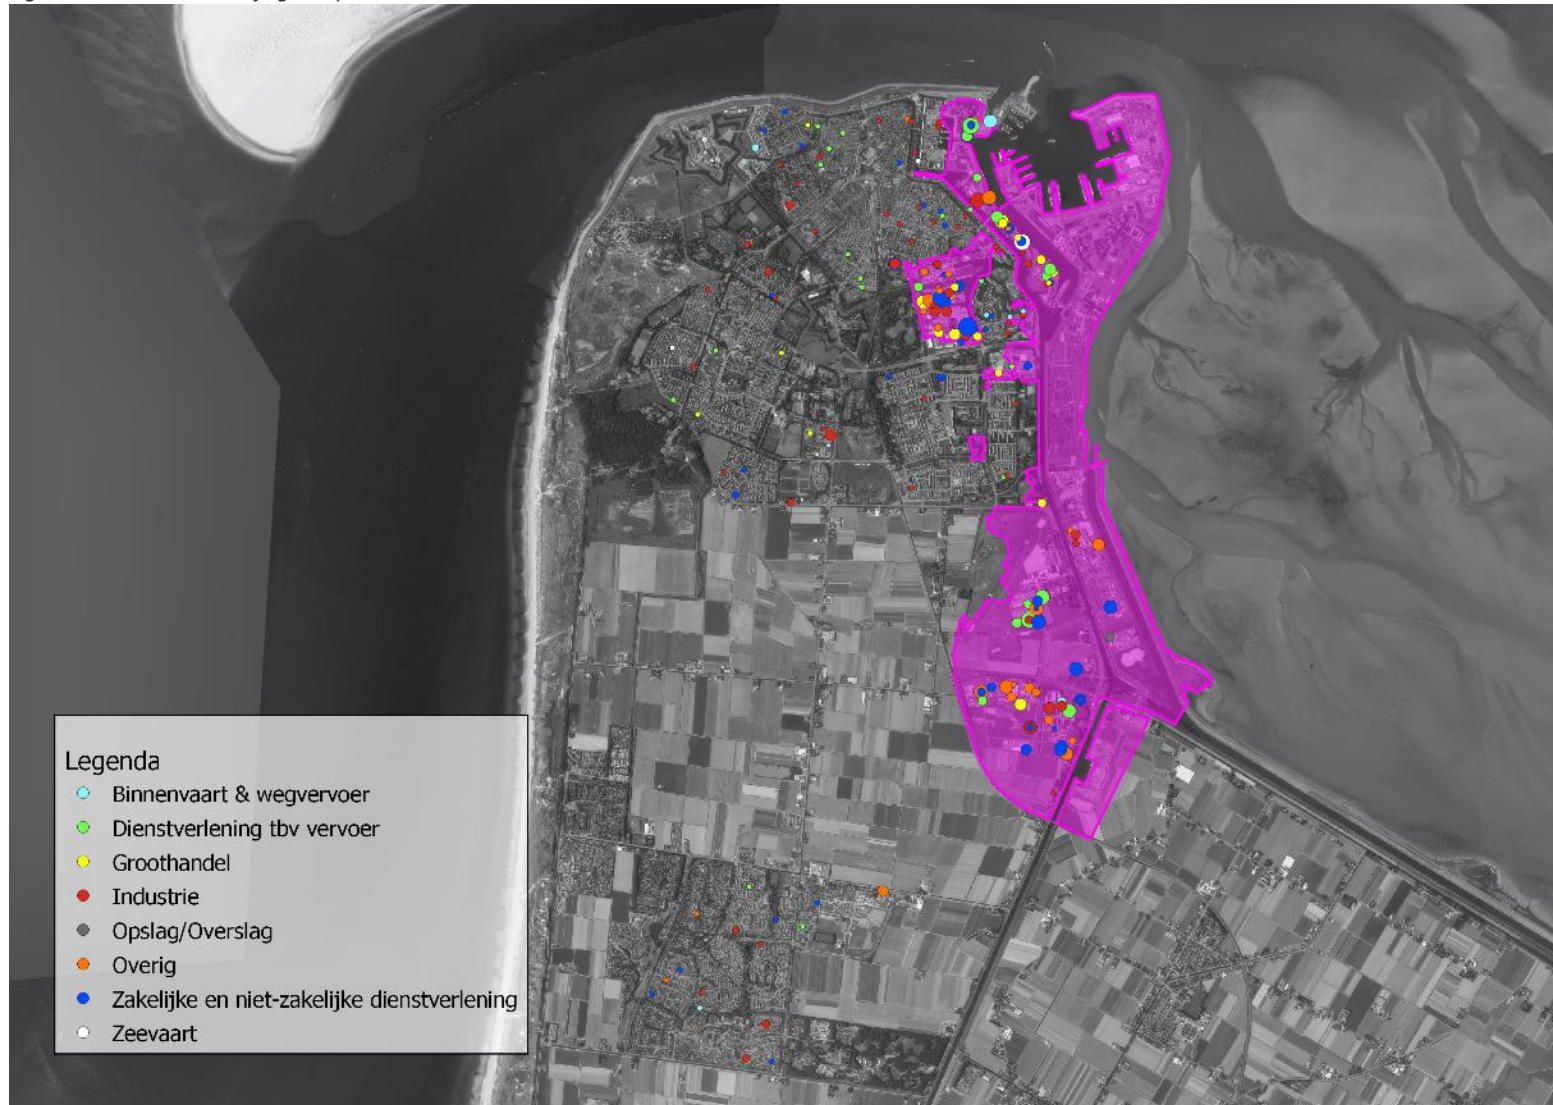 Legenda
Binnenvaart & wegvervoer
Dienstverlening tbv vervoer
Groothandel
Industrie
Opslag/Overslag
Overig
Zakelijke en niet-zakelijke dienstverlening
Zeevaart